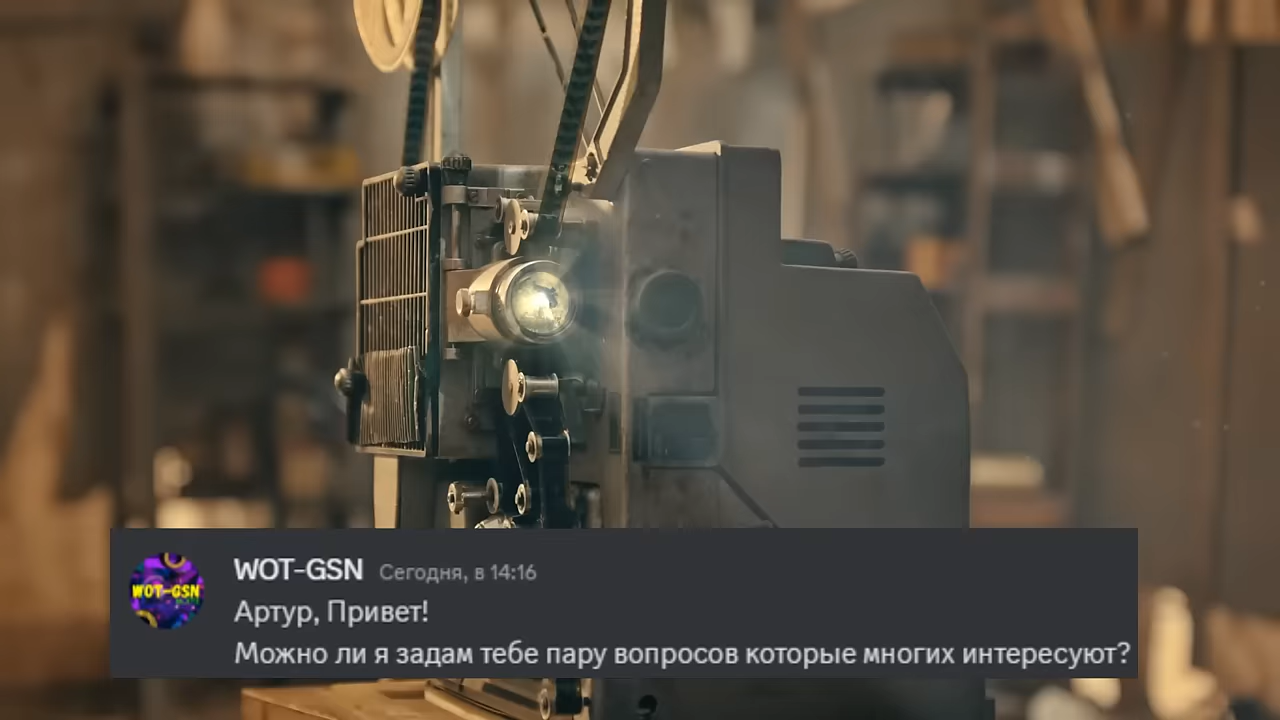 WOT-GSN
WOT-GSN Сегодня, в 14:16
Артур, Привет!
Можно ли я задам тебе пару вопросов которые многих интересуют?